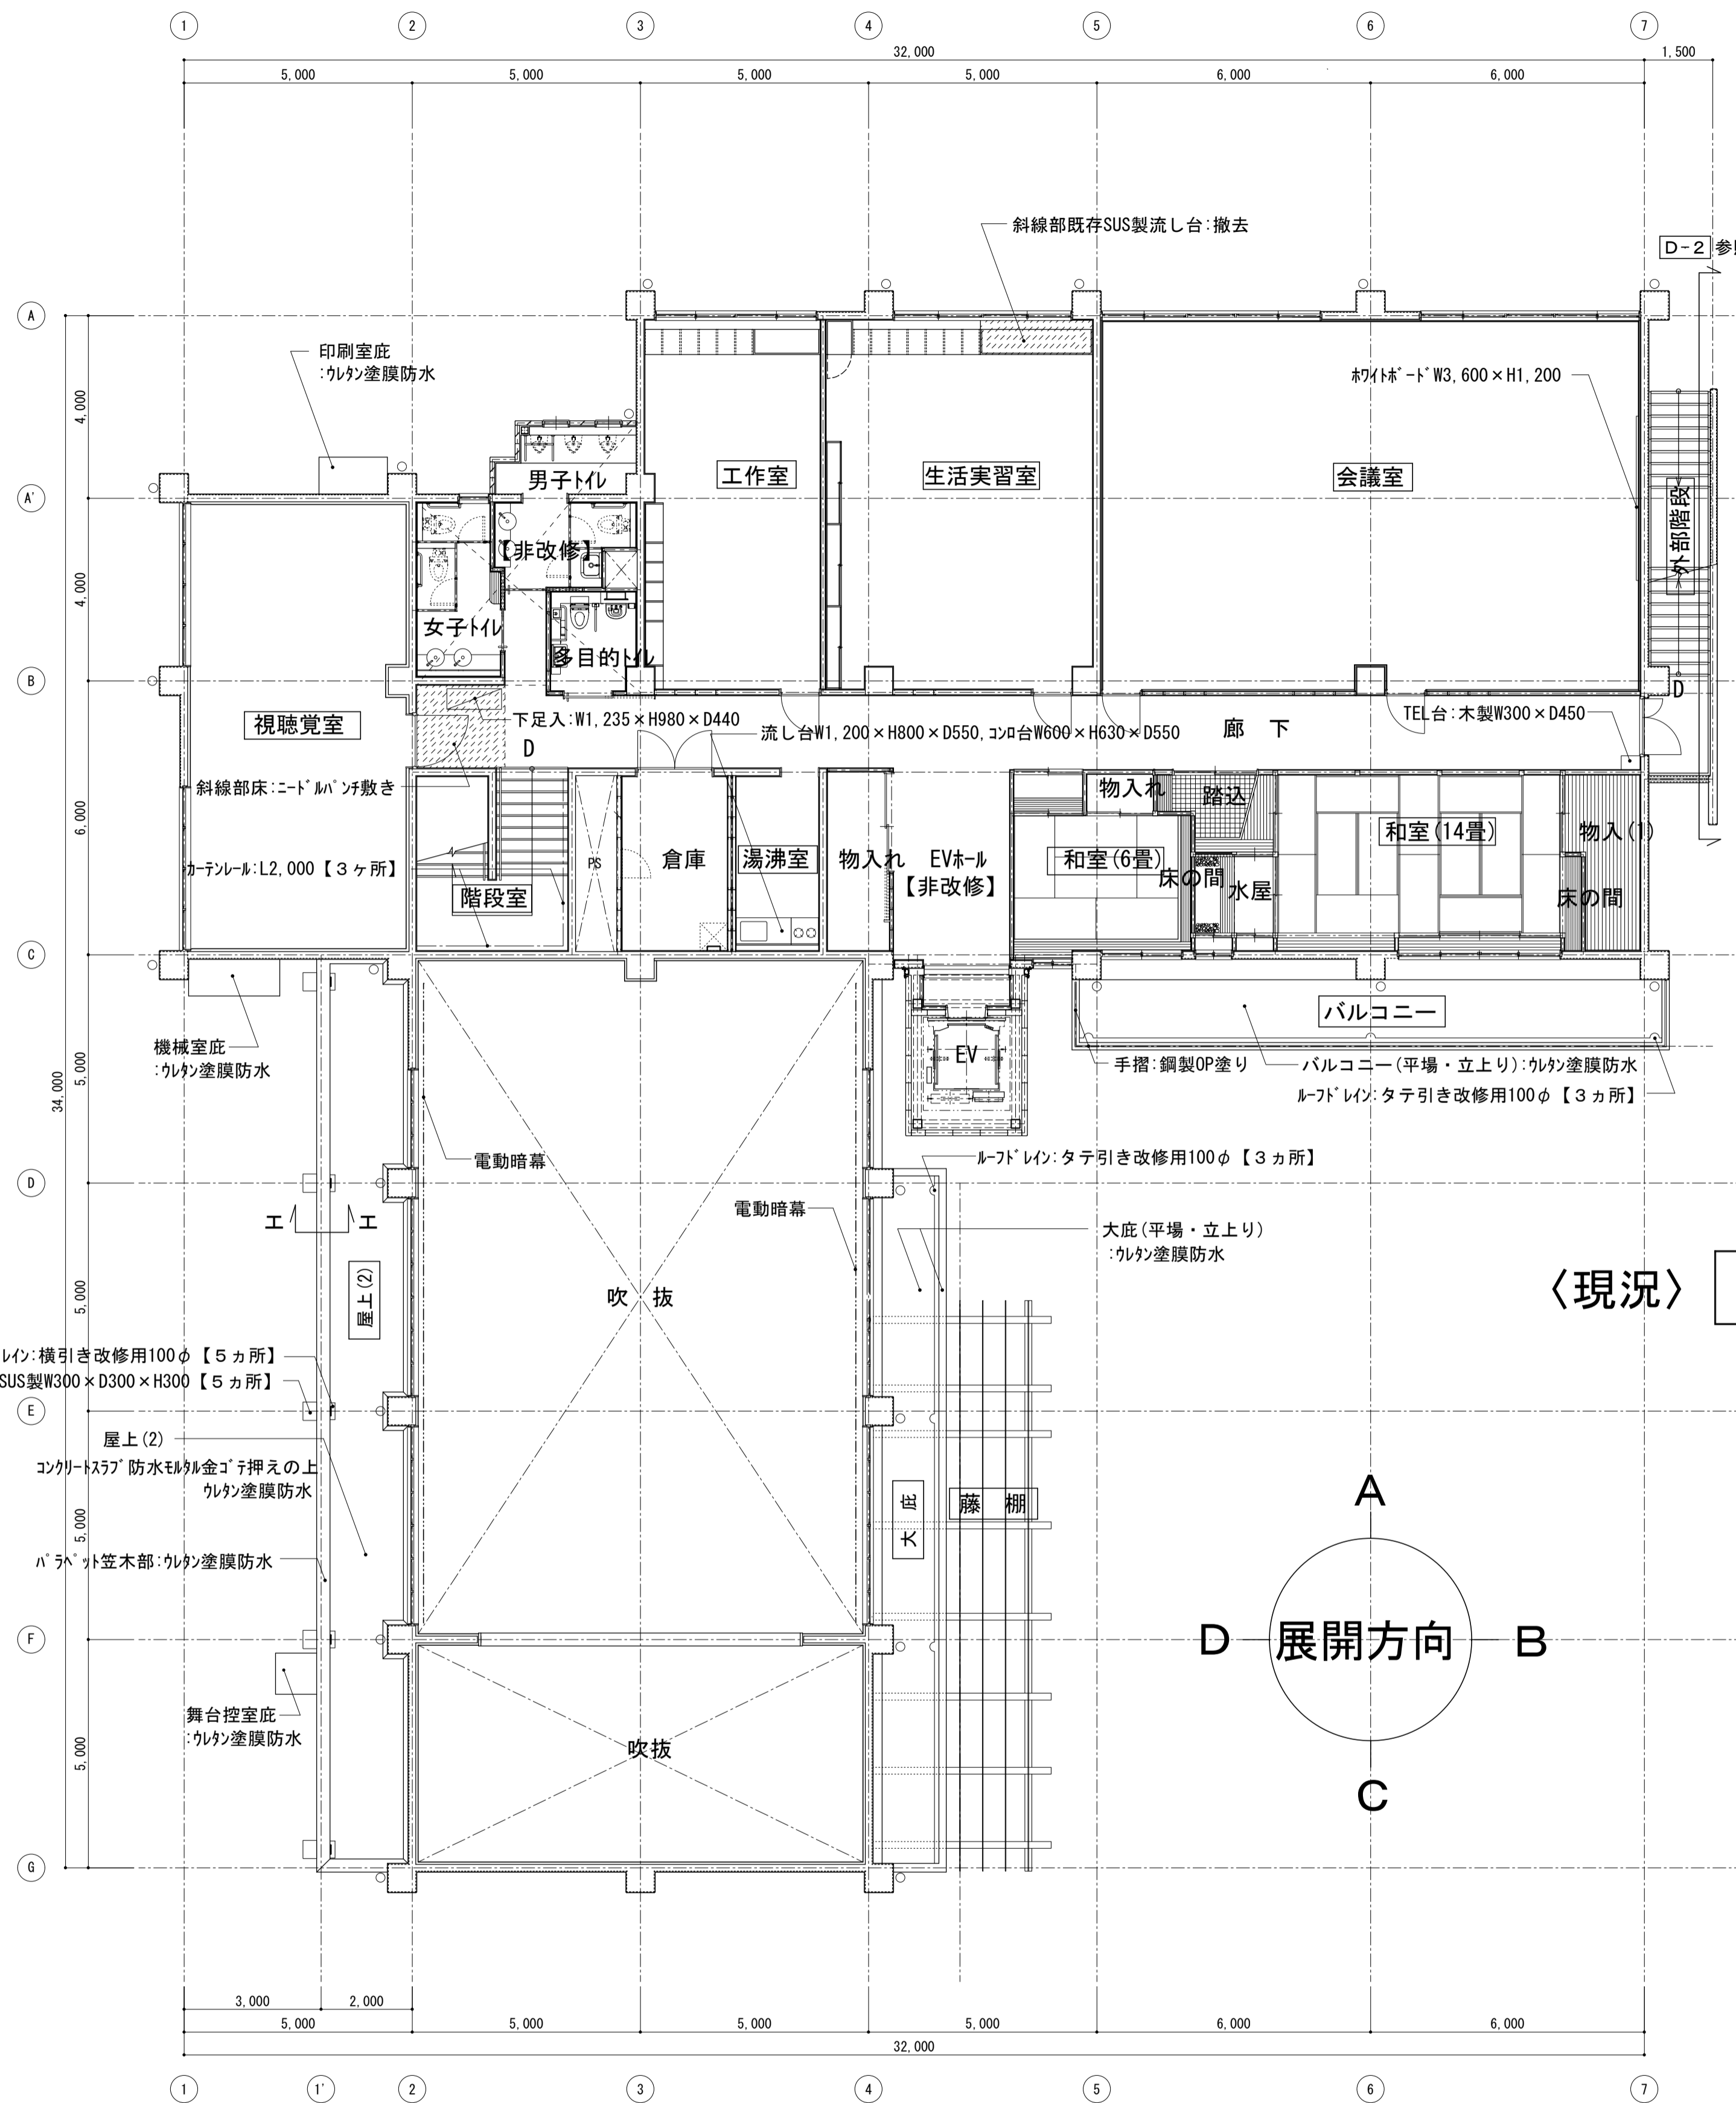 1 2 3 4 5 6 7
32,000 1,500
5,000 5,000 5,000 5,000 6,000 6,000
斜線部既存SUS製流し台:撤去
D-2
A
印刷室庇
:ウレタン塗膜防水
ホワイトボードW3,600×H1,200
4,000
工作室 生活実習室 会議室
男子トイレ
A'
外部階段
【非改修】
4,000
女子トイレ
多目的トイレ
B
D
視聴覚室
下足入:W1,235×H980×D440
TEL台:木製W300×D450
流し台W1,200×H800×D550,コンロ台W600×H630×D550
廊 下
D
斜線部床:ニードルパンチ敷き
6,000
物入れ
踏込
和室(14畳)
物入(1)
カーテンレール:L2,000【3ヶ所】
PS
倉庫
湯沸室
物入れ
EVホール
【非改修】
和室(6畳)
床の間
水屋
床の間
階段室
C
バルコニー
機械室庇
:ウレタン塗膜防水
EV
手摺:鋼製OP塗り
バルコニー(平場・立上り):ウレタン塗膜防水
ルーフドレイン:タテ引き改修用100φ【3ヵ所】
34,000
5,000
電動暗幕
ルーフドレイン:タテ引き改修用100φ【3ヵ所】
D
電動暗幕
エ エ
大庇(平場・立上り)
:ウレタン塗膜防水
屋上(2)
5,000
吹 抜
〈現況〉
レイン:横引き改修用100φ【5ヵ所】
SUS製W300×D300×H300【5ヵ所】
E
屋上(2)
コンクリートスラブ防水モルタル金ゴテ押えの上
ウレタン塗膜防水
大 庇
藤 棚
A
5,000
パラペット笠木部:ウレタン塗膜防水
F
D 展開方向 B
舞台控室庇
:ウレタン塗膜防水
5,000
吹抜
C
G
3,000 2,000
5,000 5,000 5,000 5,000 6,000 6,000
32,000
1 1' 2 3 4 5 6 7